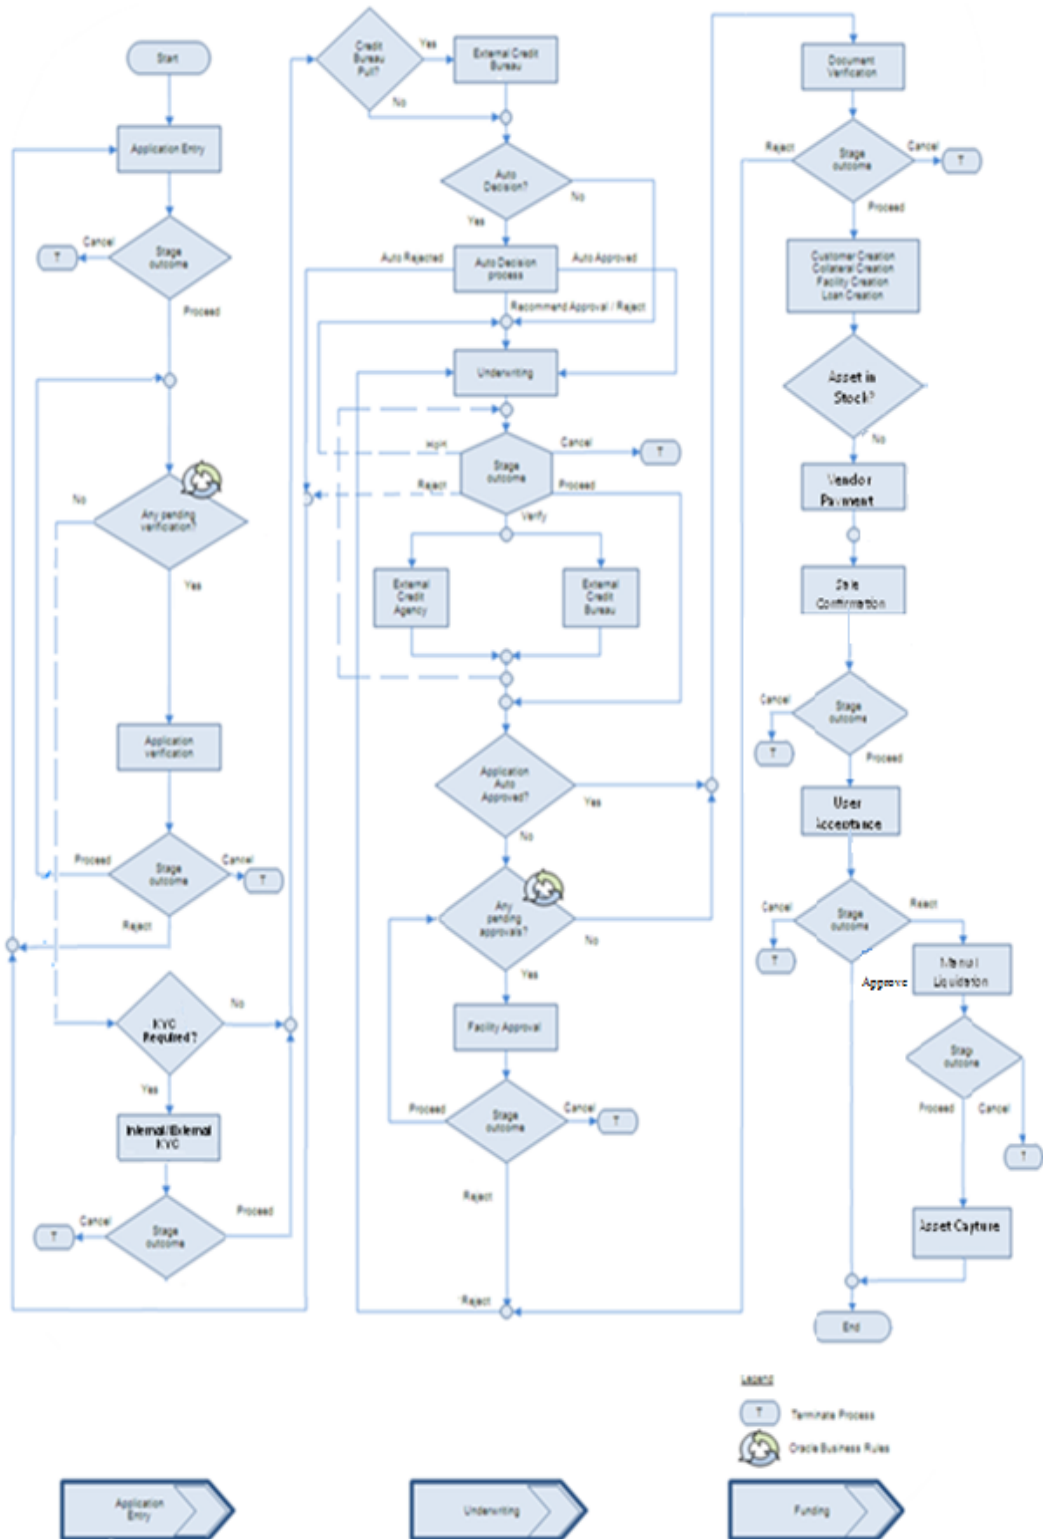 Start
Application Entry
Stage
outcome
Cancel
T
Proceed
Any pending
verification?
No
Yes
Application
verification
Stage
outcome
Proceed
Cancel
T
Reject
KYC
Required?
No
Yes
Internal/External
KYC
Stage
outcome
Cancel
T
Proceed
Credit
Bureau
Pull?
Yes
No
External Credit
Bureau
Auto
Decision?
No
Yes
Auto Rejected
Auto Decision
process
Auto Approved
Recommend Approval / Reject
Underwriting
Stage
outcome
Cancel
T
Reject
Proceed
Verify
External
Credit
Agency
External
Credit
Bureau
Application
Auto
Approved?
Yes
No
Any
pending
approvals?
No
Yes
Facility Approval
Stage
outcome
Proceed
Cancel
T
Reject
'Reject
Document
Verification
Stage
outcome
Reject
Cancel
T
Proceed
Customer Creation
Collateral Creation
Facility Creation
Loan Creation
Asset in
Stock?
No
Vendor
Payment
Sale
Confirmation
Stage
outcome
Cancel
T
Proceed
User
Acceptance
Stage
outcome
Cancel
T
Reject
Approve
Manual
Liquidation
Stage
outcome
Proceed
Cancel
T
Asset Capture
End
Legend
T
Terminate Process
Oracle Business Rules
Application
Entry
Underwriting
Funding